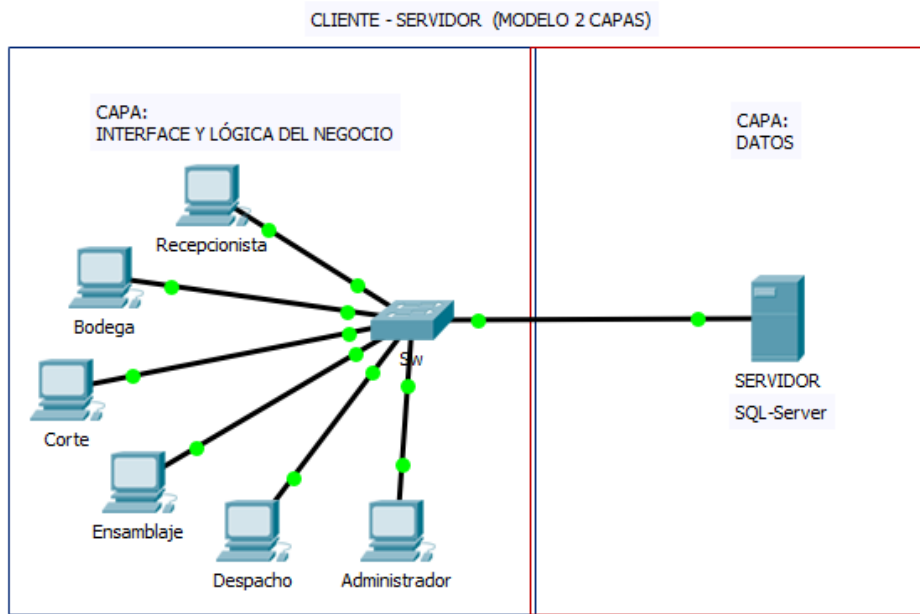 CLIENTE - SERVIDOR (MODELO 2 CAPAS)
CAPA:
INTERFACE Y LÓGICA DEL NEGOCIO
CAPA:
DATOS
Recepcionista
Bodega
Sw
Corte
SERVIDOR
SQL-Server
Ensamblaje
Despacho
Administrador